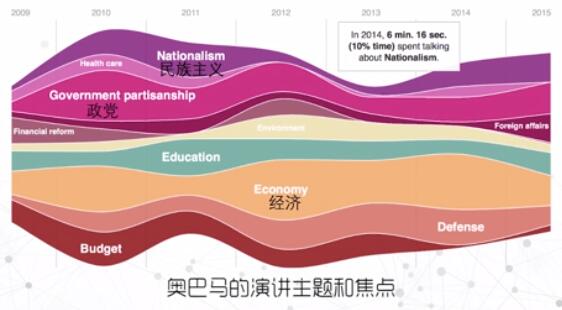 2009 2010 2011 2012 2013 2014 2015
In 2014, 6 min. 16 sec.
(10% time) spent talking
about Nationalism.
Nationalism
民族主义
Health care
Government partisanship
政党
Financial reform
Environment
Foreign affairs
Education
Economy
经济
Defense
Budget
奥巴马的演讲主题和焦点